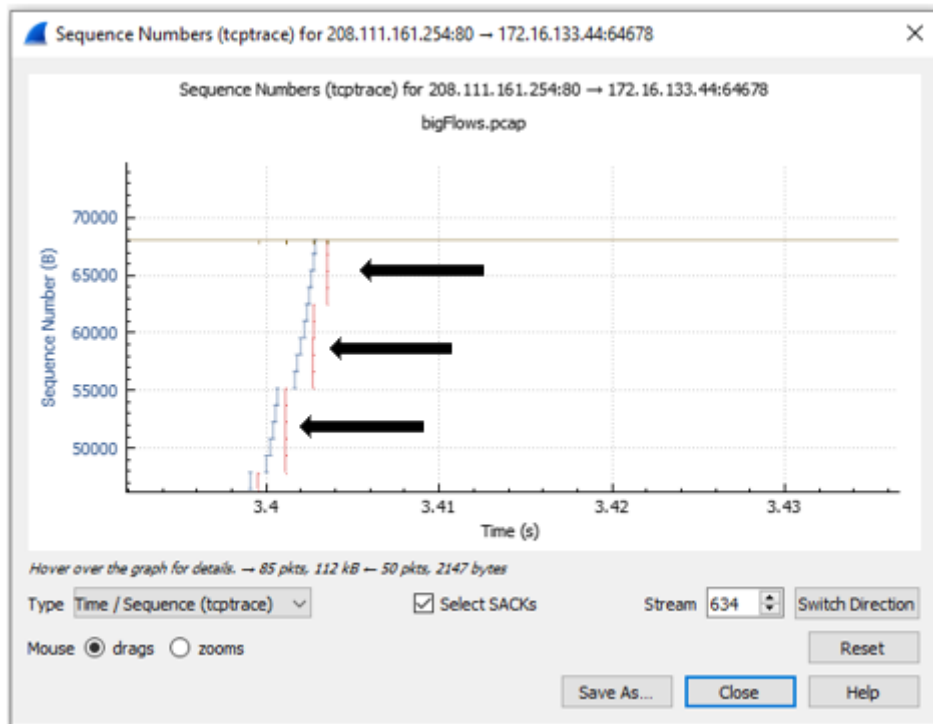 Sequence Numbers (tcptrace) for 208.111.161.254:80 → 172.16.133.44:64678
Sequence Numbers (tcptrace) for 208.111.161.254:80 → 172.16.133.44:64678
bigFlows.pcap
Sequence Number (B)
70000
65000
60000
55000
50000
3.4 3.41 3.42 3.43
Time (s)
Hover over the graph for details. → 85 pkts, 112 kB ← 50 pkts, 2147 bytes
Type Time / Sequence (tcptrace) Select SACKs Stream 634 Switch Direction
Mouse drags zooms Reset
Save As... Close Help